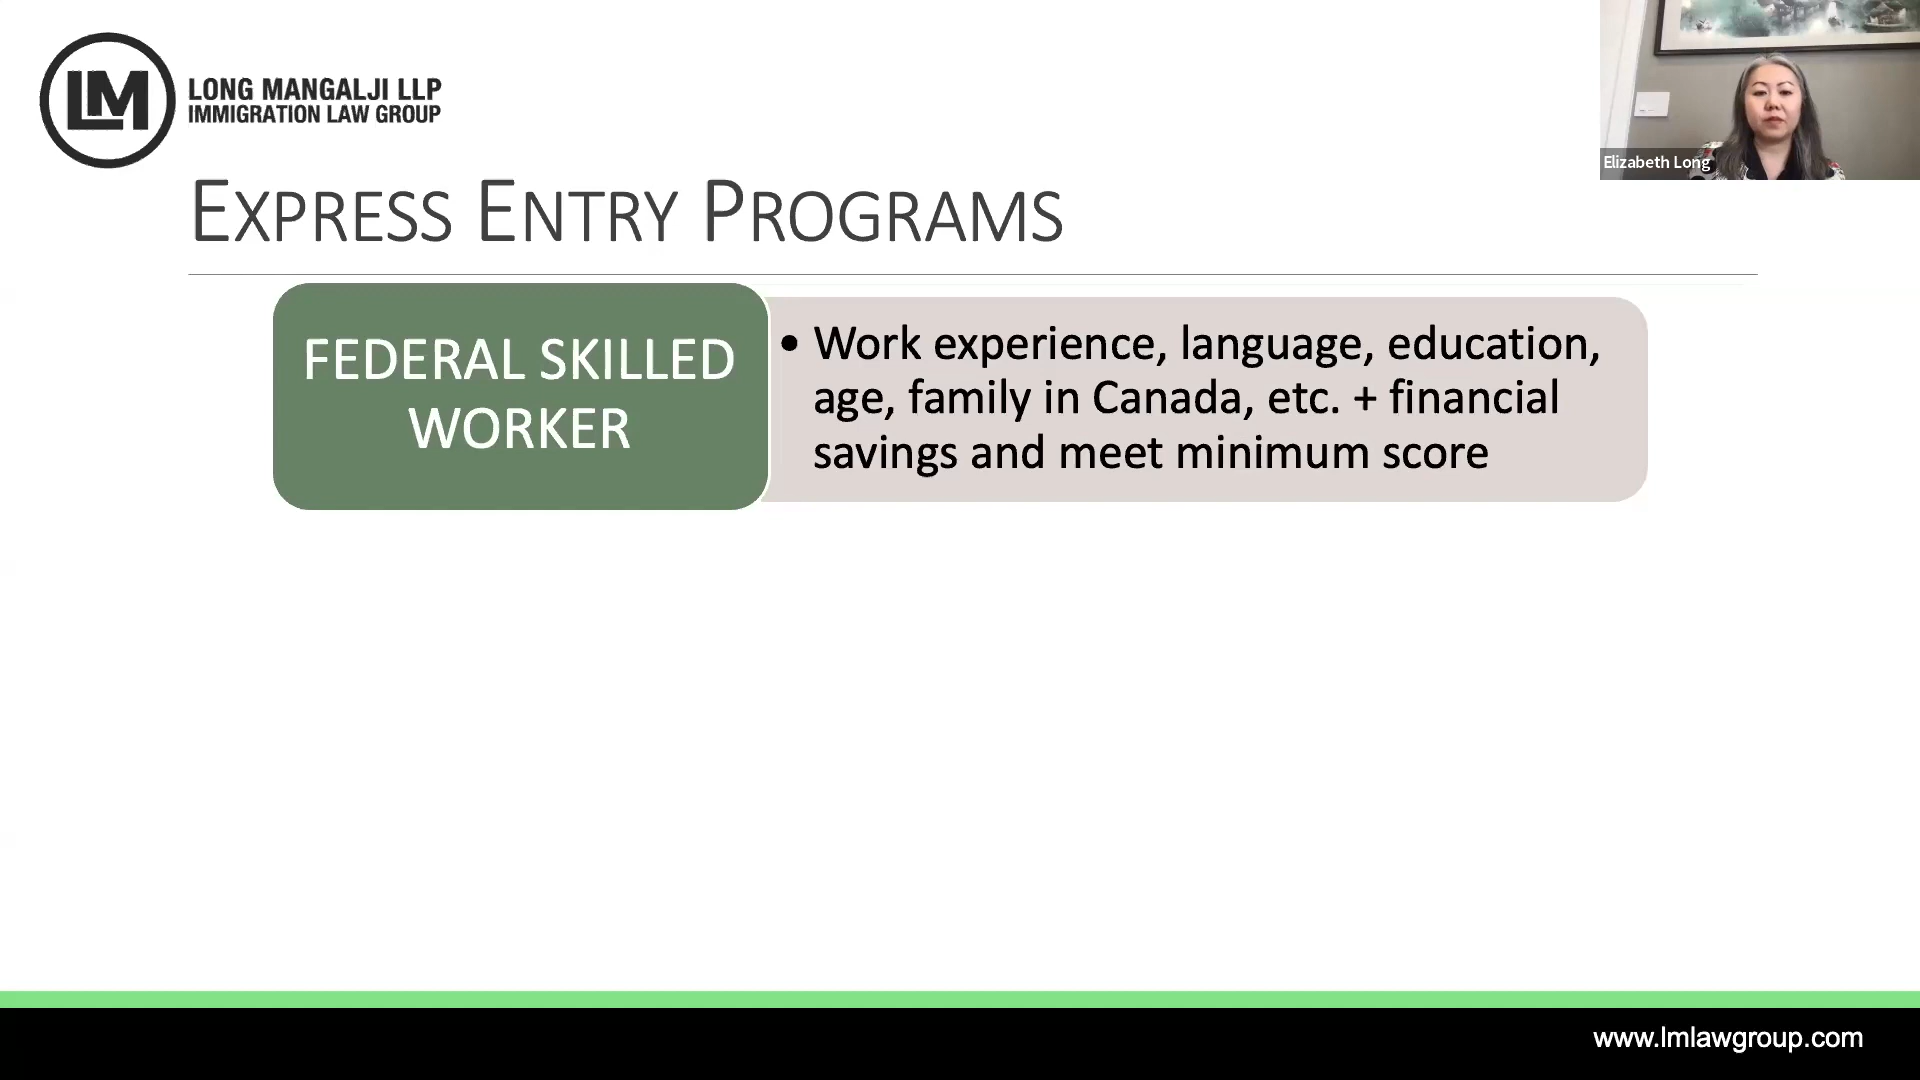 LM
LONG MANGALJI LLP
IMMIGRATION LAW GROUP
Elizabeth Long
EXPRESS ENTRY PROGRAMS
FEDERAL SKILLED
WORKER
• Work experience, language, education,
age, family in Canada, etc. + financial
savings and meet minimum score
www.lmlawgroup.com